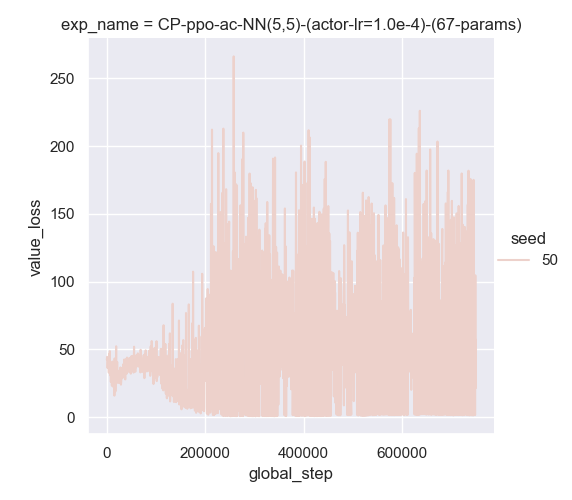 exp_name = CP-ppo-ac-NN(5,5)-(actor-lr=1.0e-4)-(67-params)
250
200
150
100
50
0
value_loss
seed
50
0
200000
400000
600000
global_step